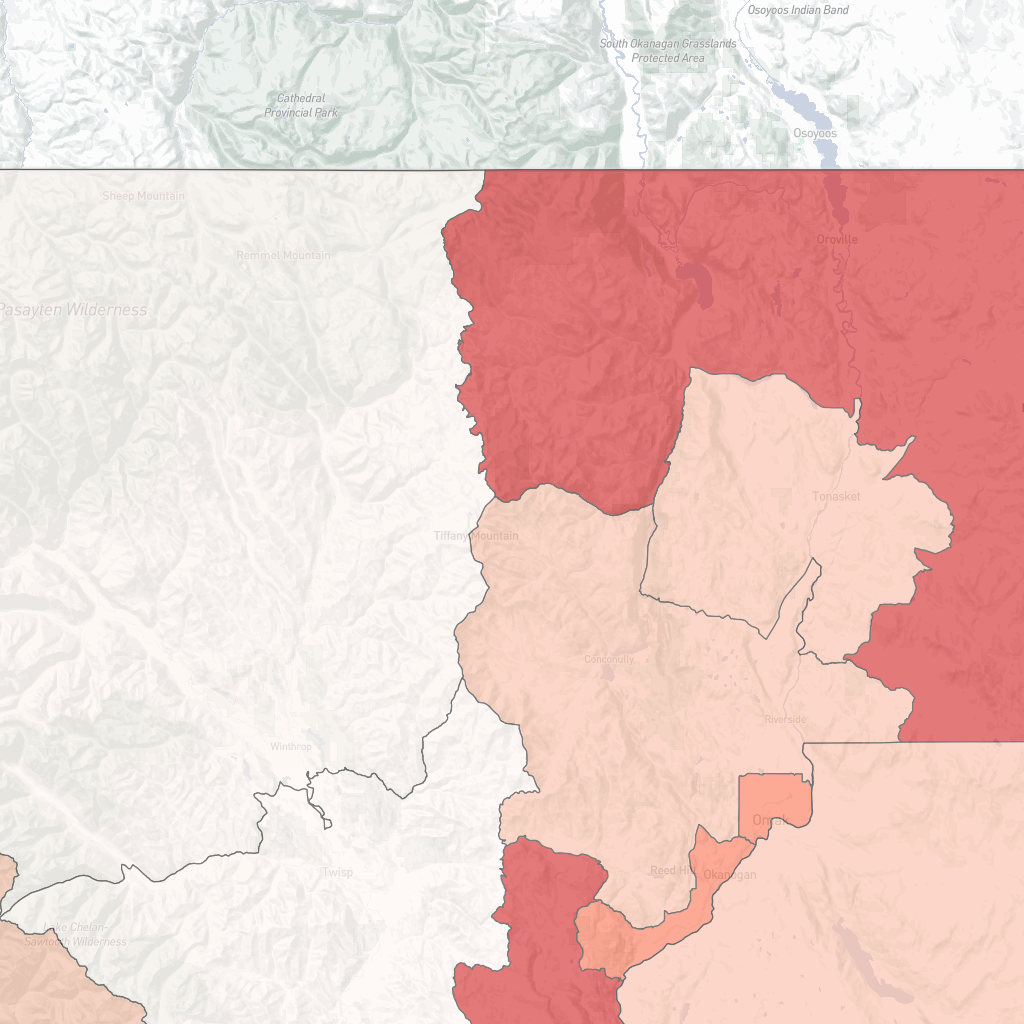 Osoyoos Indian Band
South Okanagan Grasslands
Protected Area
Cathedral
Provincial Park
Osoyoos
Sheep Mountain
Oroville
Remmel Mountain
Pasayten Wilderness
Tonasket
Tiffany Mountain
Conconully
Riverside
Winthrop
Omak
Twisp
Reed Hill
Okanogan
Lake Chelan-
Sawtooth Wilderness